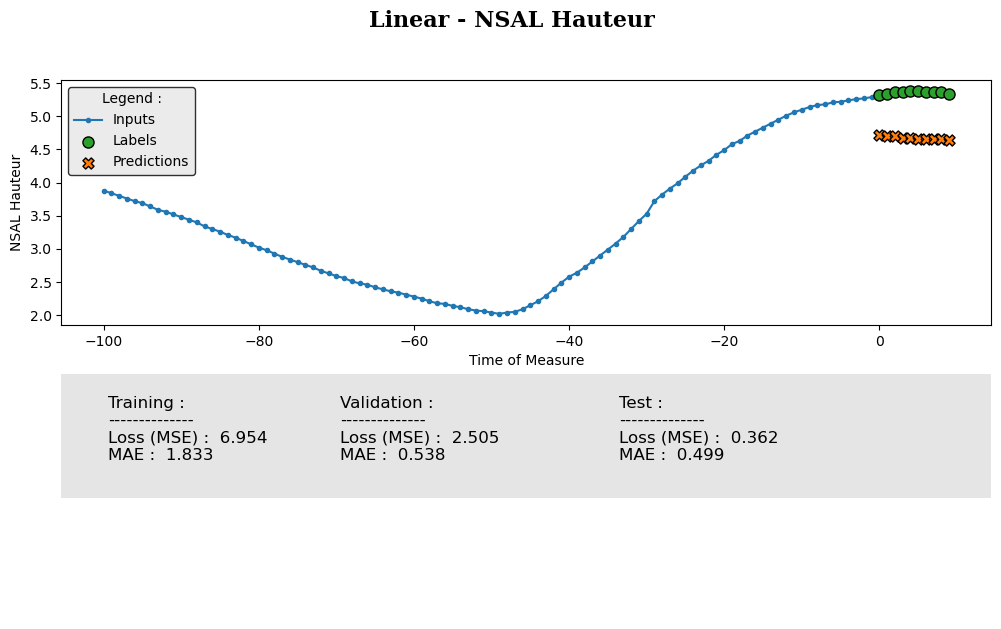 Linear - NSAL Hauteur
5.5
5.0
4.5
4.0
3.5
3.0
2.5
2.0
NSAL Hauteur
Legend :
Inputs
Labels
Predictions
−100
−80
−60
−40
−20
0
Time of Measure
Training :
--------------
Loss (MSE) :  6.954
MAE :  1.833
Validation :
--------------
Loss (MSE) :  2.505
MAE :  0.538
Test :
--------------
Loss (MSE) :  0.362
MAE :  0.499